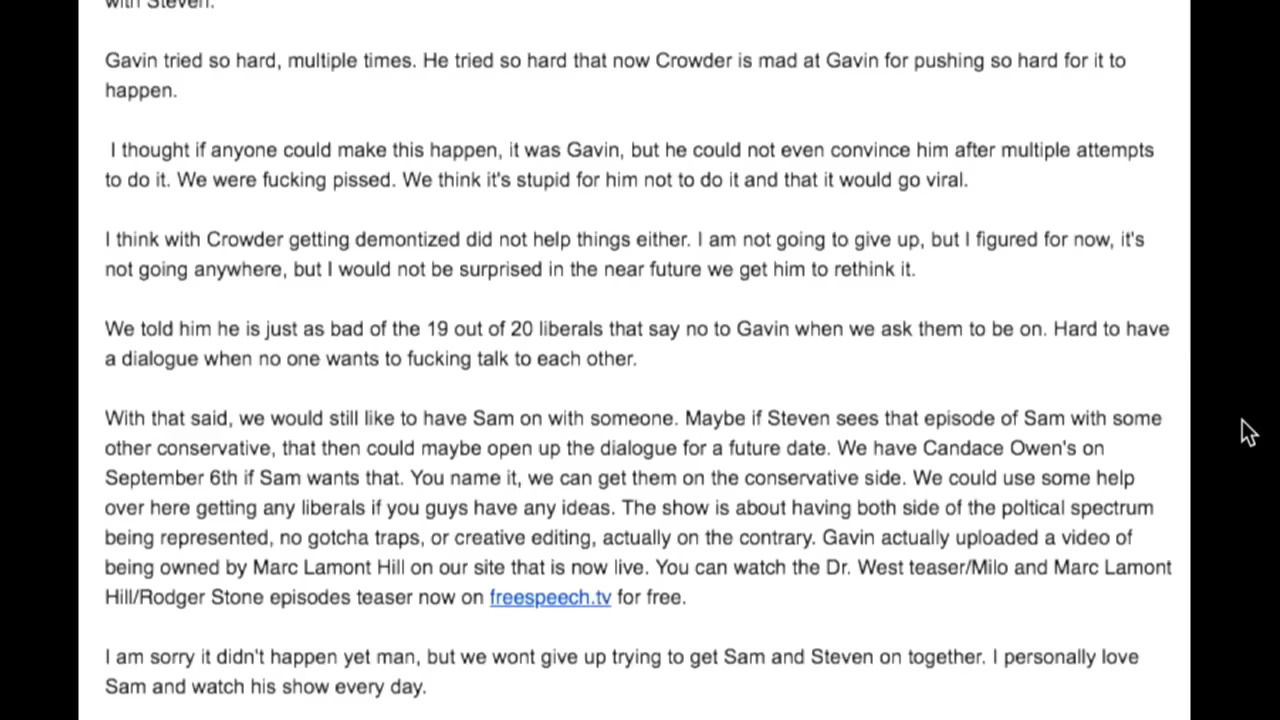 with Steven.
Gavin tried so hard, multiple times. He tried so hard that now Crowder is mad at Gavin for pushing so hard for it to
happen.
I thought if anyone could make this happen, it was Gavin, but he could not even convince him after multiple attempts
to do it. We were fucking pissed. We think it's stupid for him not to do it and that it would go viral.
I think with Crowder getting demontized did not help things either. I am not going to give up, but I figured for now, it's
not going anywhere, but I would not be surprised in the near future we get him to rethink it.
We told him he is just as bad of the 19 out of 20 liberals that say no to Gavin when we ask them to be on. Hard to have
a dialogue when no one wants to fucking talk to each other.
With that said, we would still like to have Sam on with someone. Maybe if Steven sees that episode of Sam with some
other conservative, that then could maybe open up the dialogue for a future date. We have Candace Owen's on
September 6th if Sam wants that. You name it, we can get them on the conservative side. We could use some help
over here getting any liberals if you guys have any ideas. The show is about having both side of the poltical spectrum
being represented, no gotcha traps, or creative editing, actually on the contrary. Gavin actually uploaded a video of
being owned by Marc Lamont Hill on our site that is now live. You can watch the Dr. West teaser/Milo and Marc Lamont
Hill/Rodger Stone episodes teaser now on freespeech.tv for free.
I am sorry it didn't happen yet man, but we wont give up trying to get Sam and Steven on together. I personally love
Sam and watch his show every day.